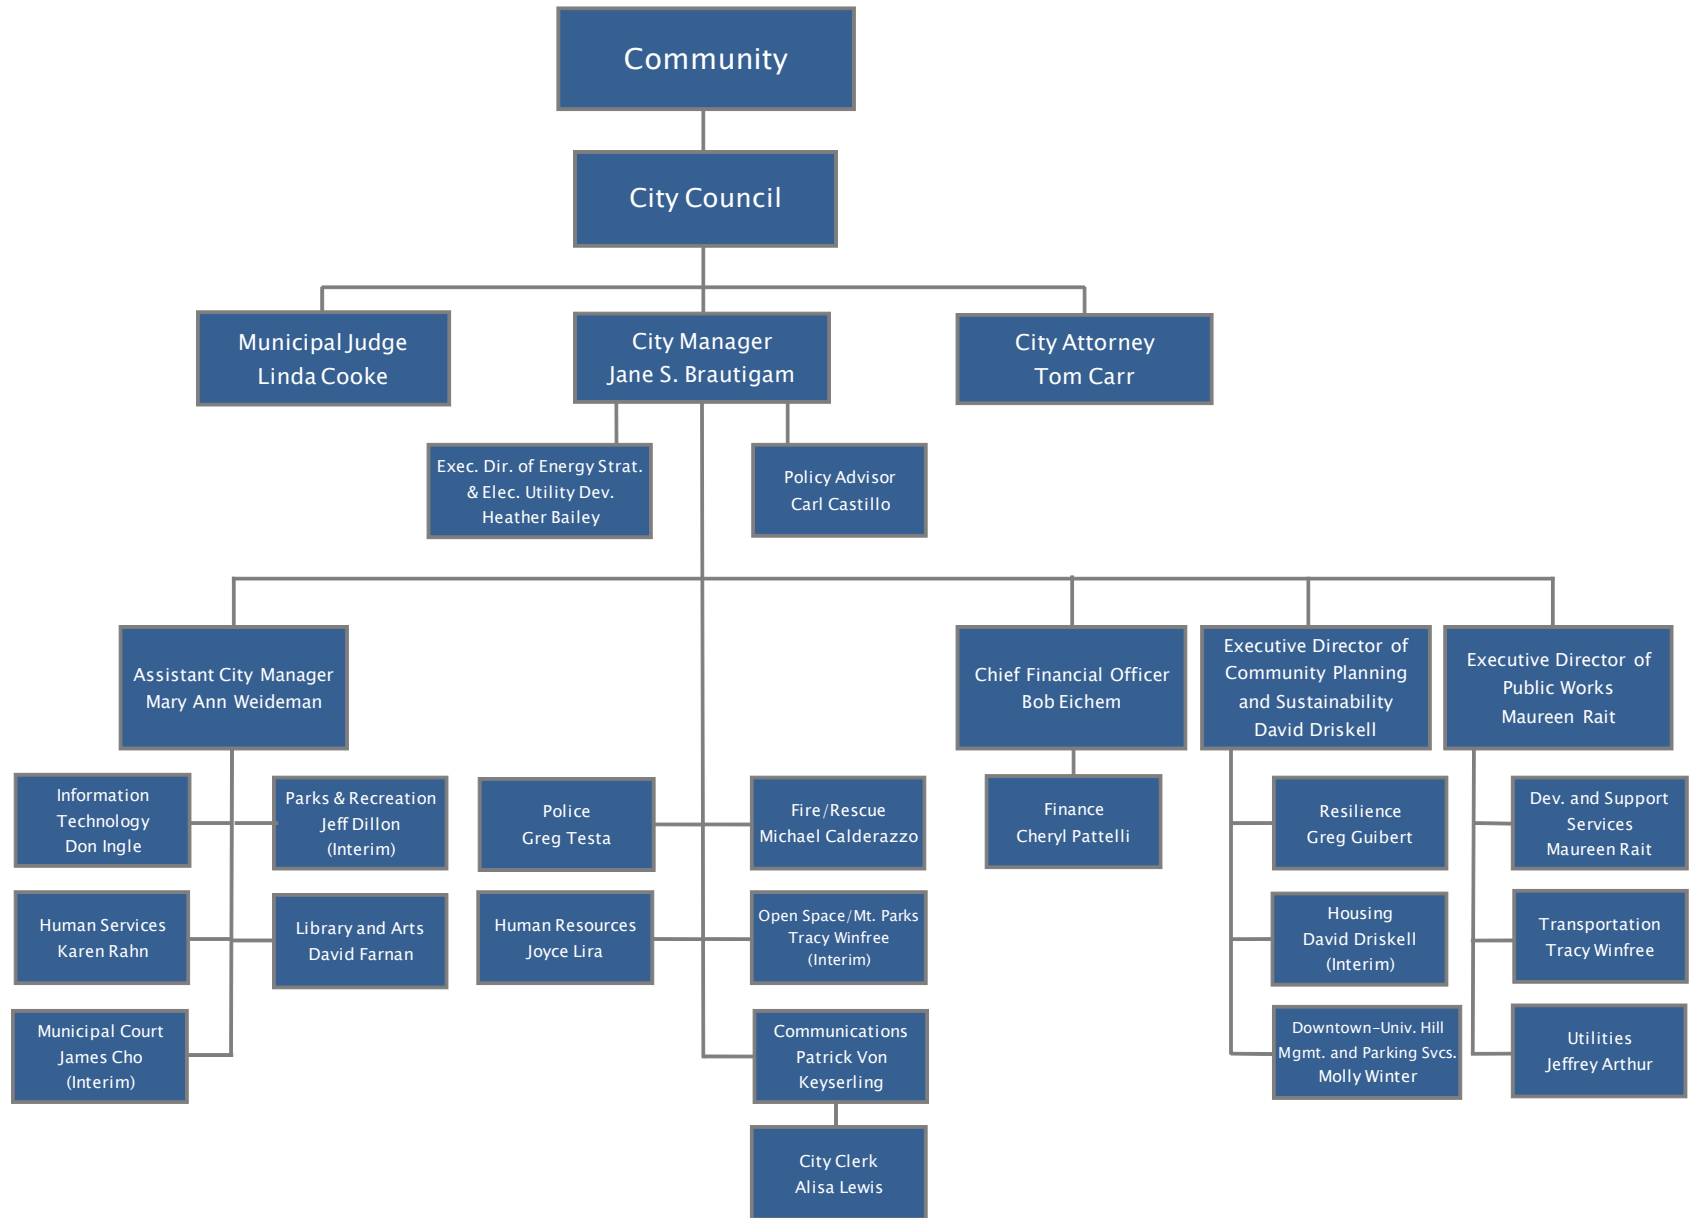 Community
City Council
Municipal Judge
Linda Cooke
City Manager
Jane S. Brautigam
City Attorney
Tom Carr
Exec. Dir. of Energy Strat.
& Elec. Utility Dev.
Heather Bailey
Policy Advisor
Carl Castillo
Assistant City Manager
Mary Ann Weideman
Chief Financial Officer
Bob Eichem
Executive Director of
Community Planning
and Sustainability
David Driskell
Executive Director of
Public Works
Maureen Rait
Information
Technology
Don Ingle
Parks & Recreation
Jeff Dillon
(Interim)
Police
Greg Testa
Fire/Rescue
Michael Calderazzo
Finance
Cheryl Pattelli
Resilience
Greg Guibert
Dev. and Support
Services
Maureen Rait
Human Services
Karen Rahn
Library and Arts
David Farnan
Human Resources
Joyce Lira
Open Space/Mt. Parks
Tracy Winfree
(Interim)
Housing
David Driskell
(Interim)
Transportation
Tracy Winfree
Municipal Court
James Cho
(Interim)
Communications
Patrick Von
Keyserling
Downtown-Univ. Hill
Mgmt. and Parking Svcs.
Molly Winter
Utilities
Jeffrey Arthur
City Clerk
Alisa Lewis